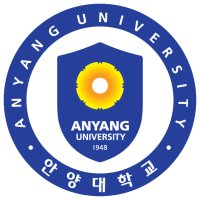 · ANYANG UNIVERSITY ·
ANYANG
UNIVERSITY
1948
안양대학교